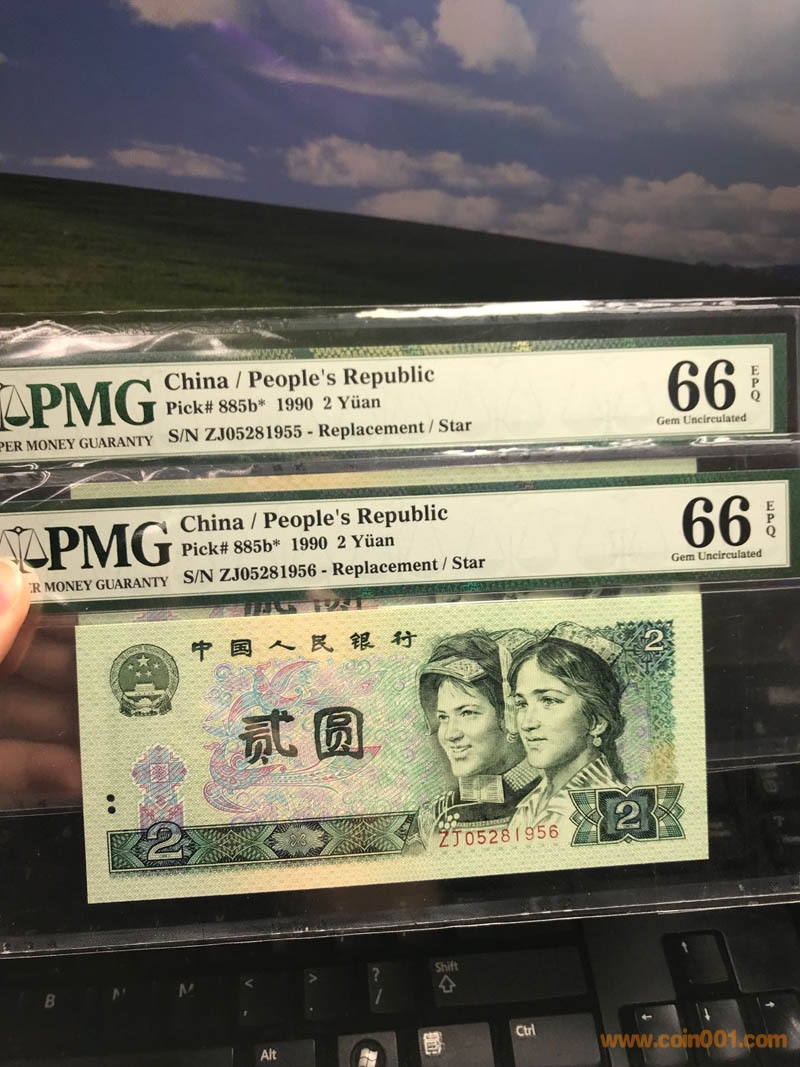 PMG
PER MONEY GUARANTY
China / People's Republic
Pick# 885b* 1990 2 Yüan
S/N ZJ05281955 - Replacement / Star
66
EPQ
Gem Uncirculated
PMG
ER MONEY GUARANTY
China / People's Republic
Pick# 885b* 1990 2 Yüan
S/N ZJ05281956 - Replacement / Star
66
EPQ
Gem Uncirculated
中国人民银行
2
贰圆
2
2
ZJ05281956
B
N
M
<
,
>
.
?
/
Shift
Alt
Ctrl
www.coin001.com